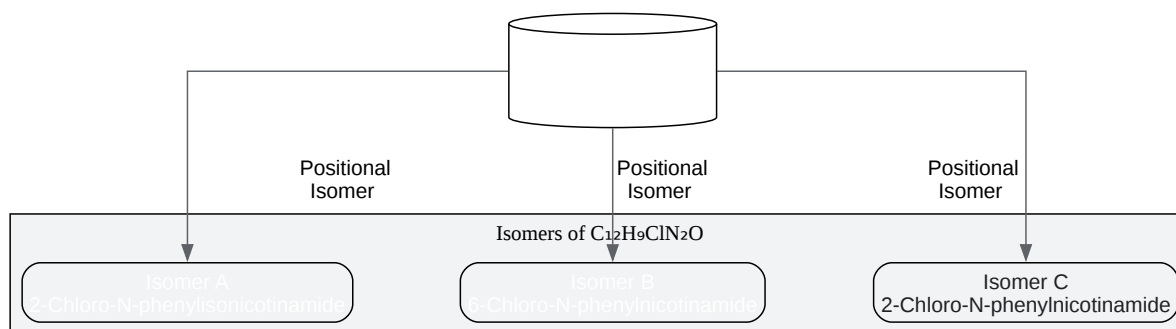 Positional
Isomer
Positional
Isomer
Positional
Isomer
Isomers of C₁₂H₉ClN₂O
Isomer A
2-Chloro-N-phenylisonicotinamide
Isomer B
6-Chloro-N-phenylnicotinamide
Isomer C
2-Chloro-N-phenylnicotinamide